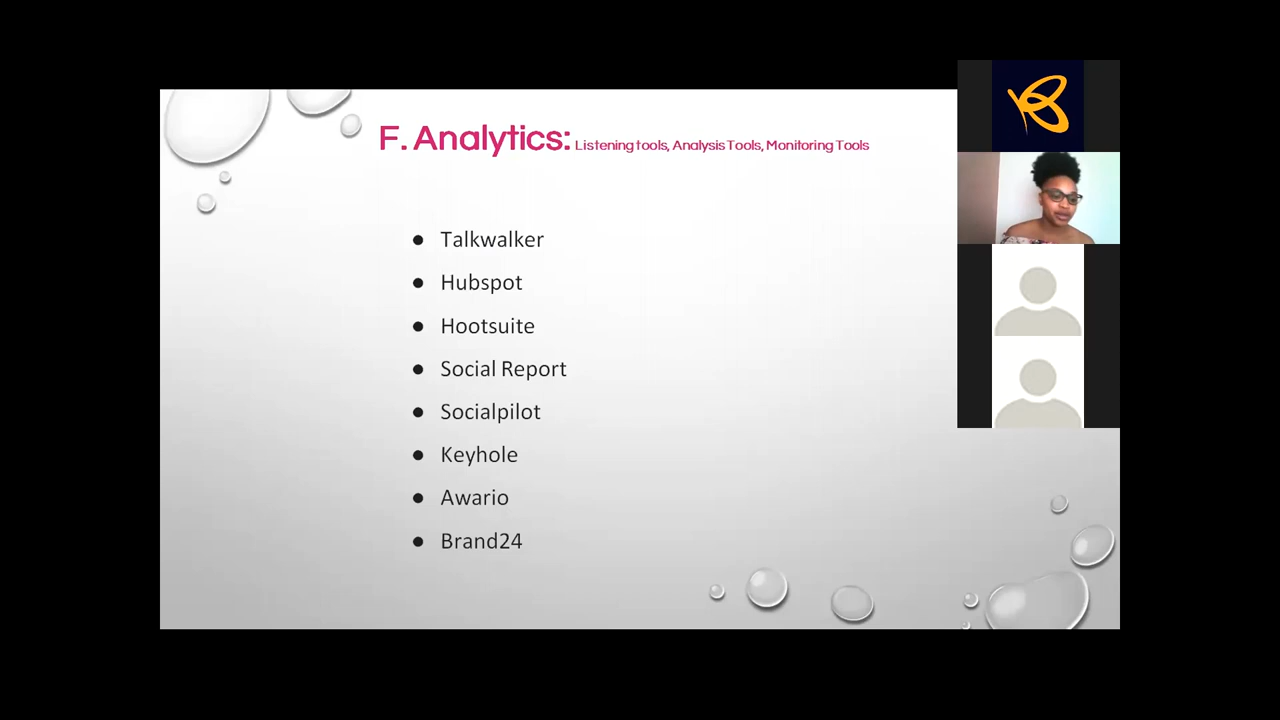 F. Analytics: Listening tools, Analysis Tools, Monitoring Tools
● Talkwalker
● Hubspot
● Hootsuite
● Social Report
● Socialpilot
● Keyhole
● Awario
● Brand24